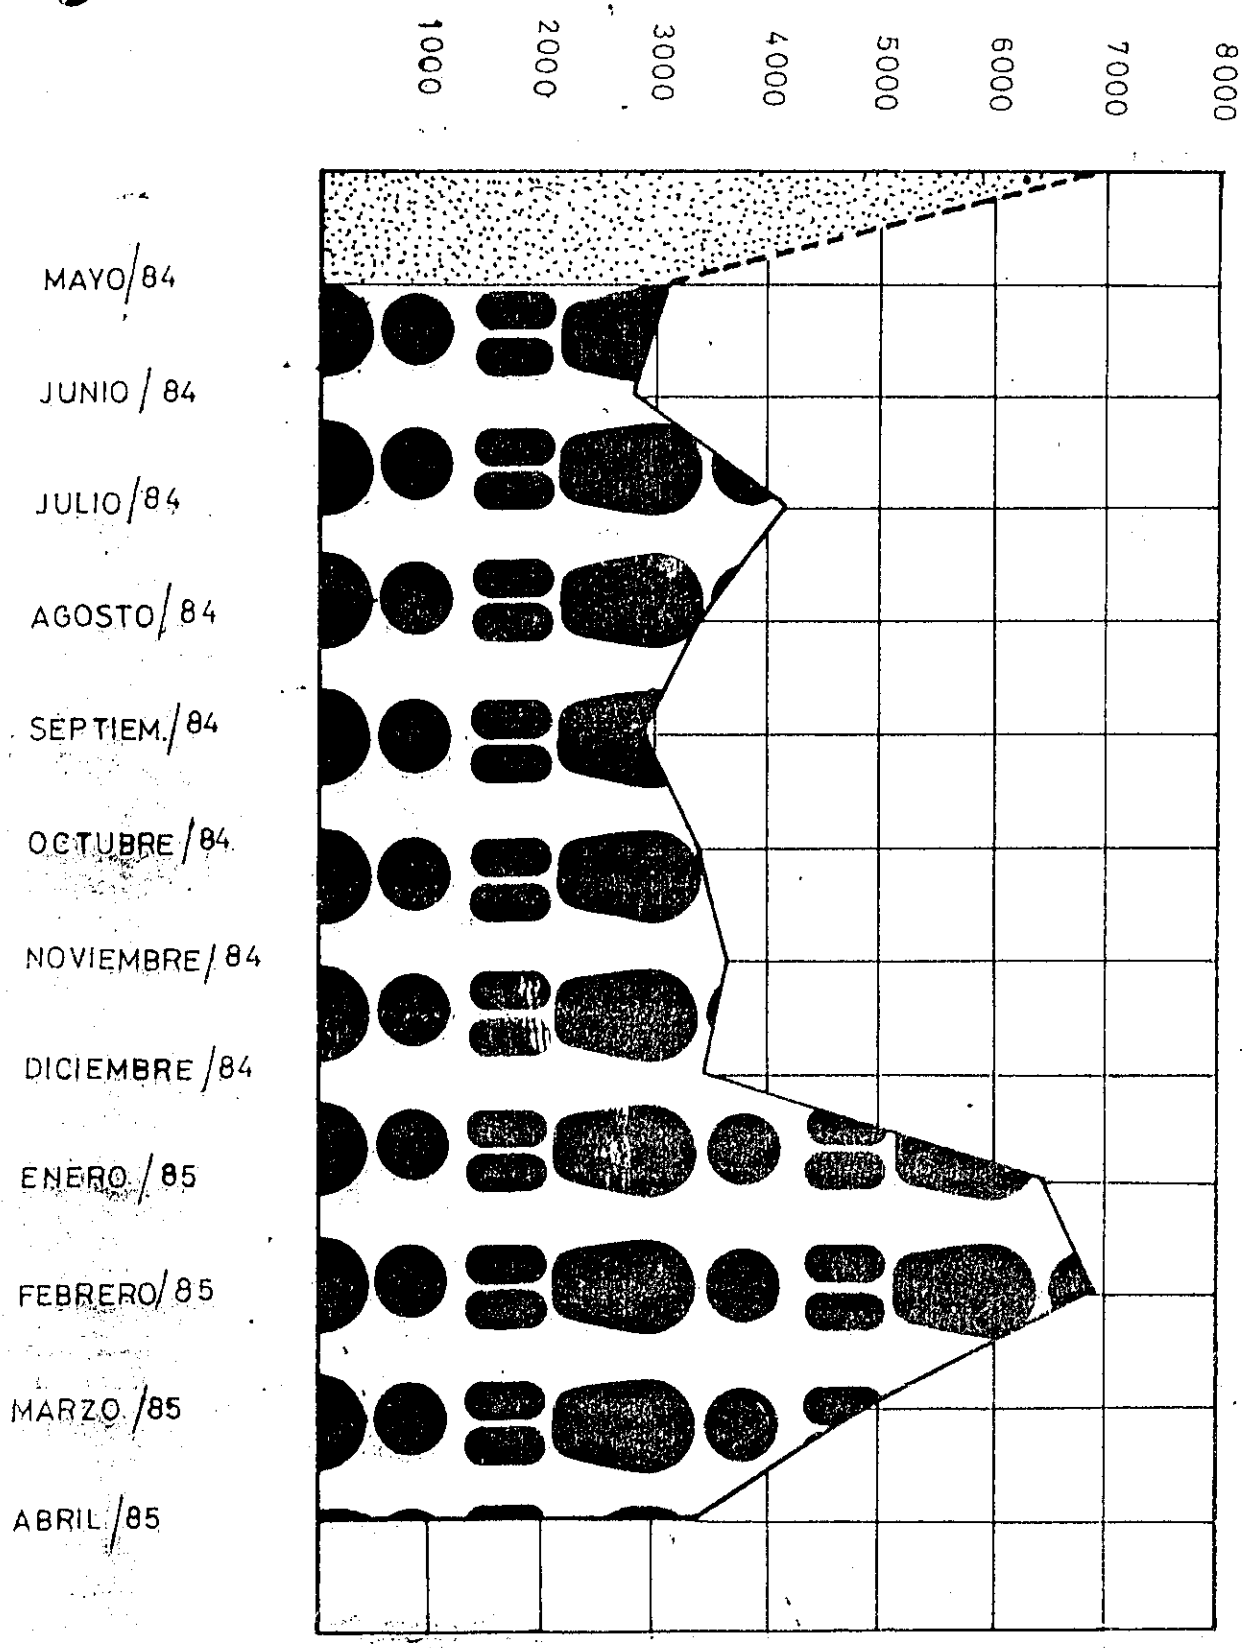 1000
2000
3000
4000
5000
6000
7000
8000
MAYO/84
JUNIO/84
JULIO/84
AGOSTO/84
SEPTIEM./84
OCTUBRE/84
NOVIEMBRE/84
DICIEMBRE/84
ENERO./85
FEBRERO/85
MARZO/85
ABRIL/85